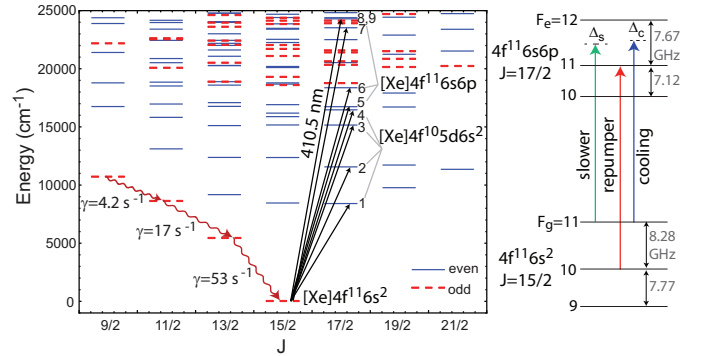 Energy (cm⁻¹)
25000
20000
15000
10000
5000
0
9/2
11/2
13/2
15/2
17/2
19/2
21/2
J
γ=4.2 s⁻¹
γ=17 s⁻¹
γ=53 s⁻¹
410.5 nm
8,9
7
6
5
4
3
2
1
[Xe]4f¹¹6s6p
[Xe]4f¹⁰5d6s²
[Xe]4f¹¹6s²
even
odd
Fₑ=12
Δₛ
Δ꜀
7.67
GHz
4f¹¹6s6p
J=17/2
11
7.12
10
slower
repumper
cooling
F_g=11
8.28
GHz
4f¹¹6s²
J=15/2
10
7.77
9